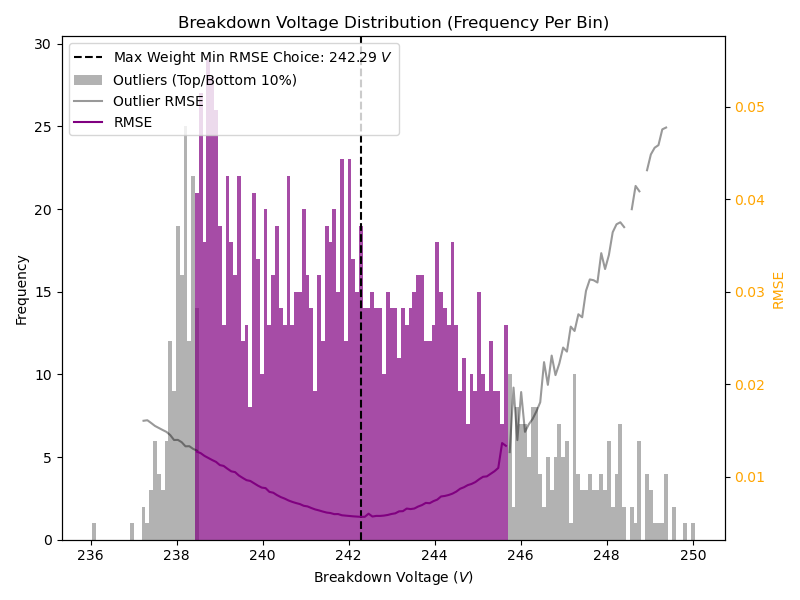 Breakdown Voltage Distribution (Frequency Per Bin)
Max Weight Min RMSE Choice: 242.29 V
Outliers (Top/Bottom 10%)
Outlier RMSE
RMSE
30
25
20
15
10
5
0
Frequency
0.05
0.04
0.03
0.02
0.01
RMSE
236 238 240 242 244 246 248 250
Breakdown Voltage (V)